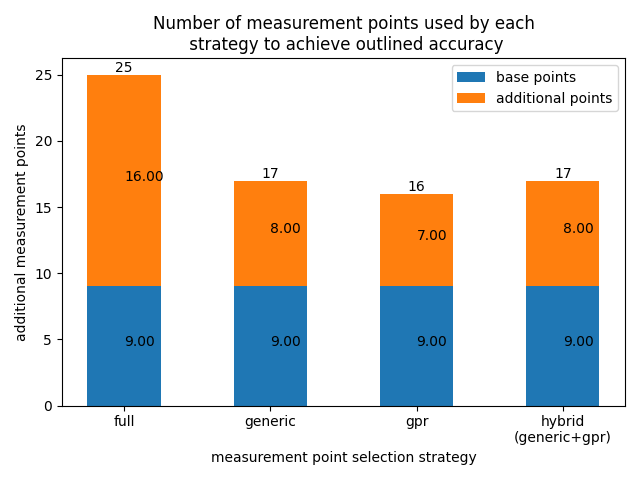 Number of measurement points used by each
strategy to achieve outlined accuracy
base points
additional points
25
17
16
17
16.00
8.00
7.00
8.00
9.00
9.00
9.00
9.00
25
20
15
10
5
0
additional measurement points
full
generic
gpr
hybrid
(generic+gpr)
measurement point selection strategy